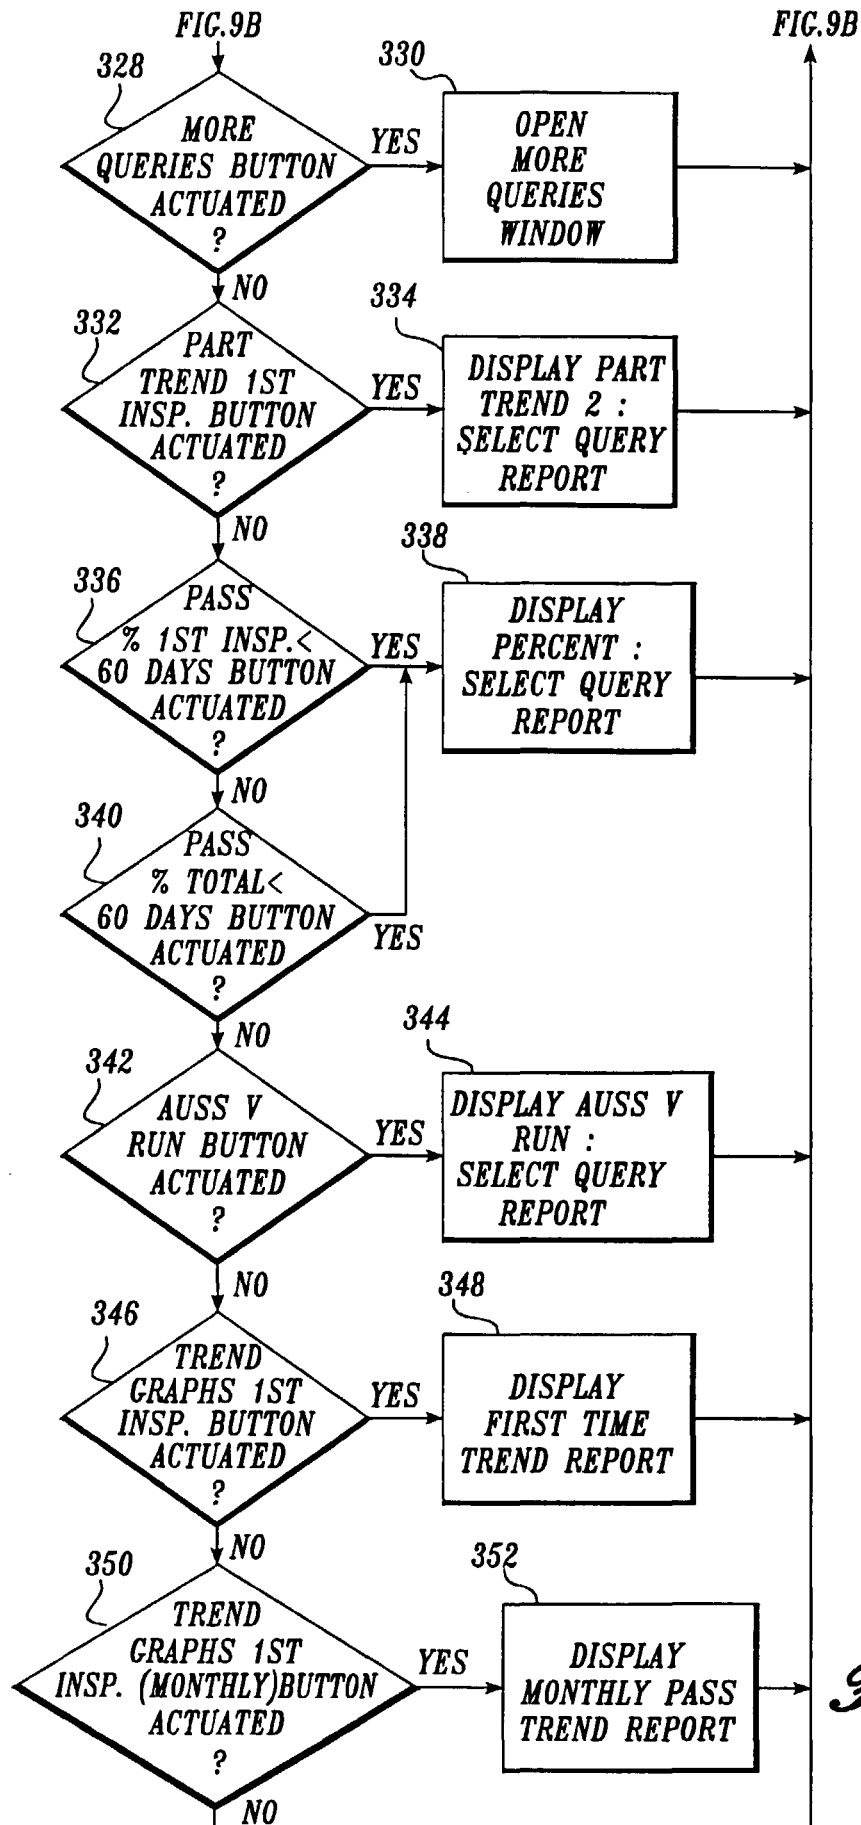 FIG.9B
FIG.9B
328
MORE
QUERIES BUTTON
ACTUATED
?
YES
330
OPEN
MORE
QUERIES
WINDOW
NO
332
PART
TREND 1ST
INSP. BUTTON
ACTUATED
?
YES
334
DISPLAY PART
TREND 2 :
SELECT QUERY
REPORT
NO
336
PASS
% 1ST INSP.<
60 DAYS BUTTON
ACTUATED
?
YES
338
DISPLAY
PERCENT :
SELECT QUERY
REPORT
NO
340
PASS
% TOTAL<
60 DAYS BUTTON
ACTUATED
?
YES
NO
342
AUSS V
RUN BUTTON
ACTUATED
?
YES
344
DISPLAY AUSS V
RUN :
SELECT QUERY
REPORT
NO
346
TREND
GRAPHS 1ST
INSP. BUTTON
ACTUATED
?
YES
348
DISPLAY
FIRST TIME
TREND REPORT
NO
350
TREND
GRAPHS 1ST
INSP. (MONTHLY)BUTTON
ACTUATED
?
YES
352
DISPLAY
MONTHLY PASS
TREND REPORT
NO